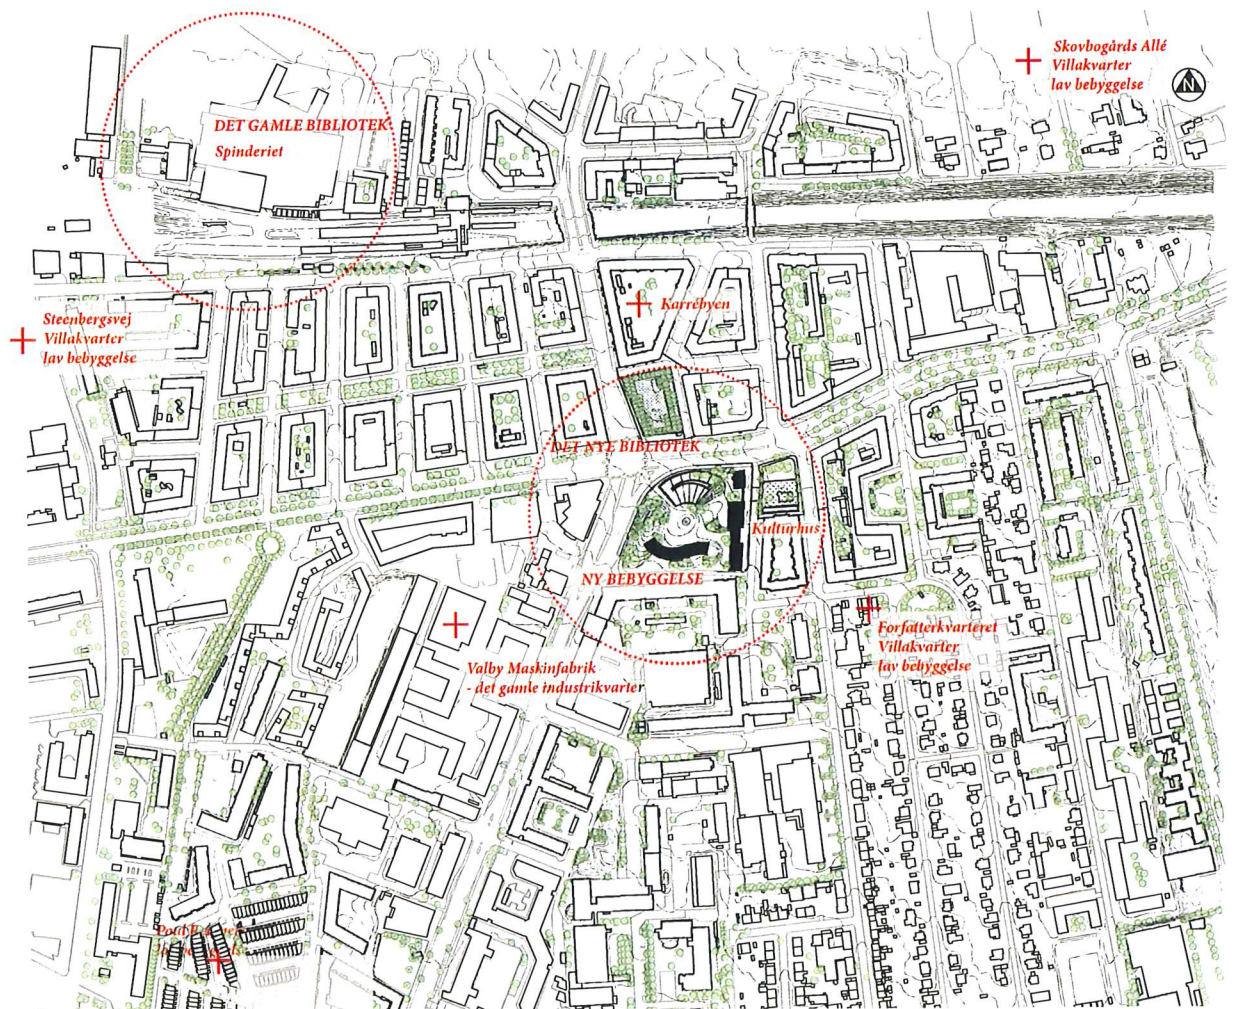 Skovbogårds Allé
Villakvarter
lav bebyggelse
N
DET GAMLE BIBLIOTEK
Spinderiet
Karrébyen
Steenbergsvej
Villakvarter
lav bebyggelse
DET NYE BIBLIOTEK
Kulturhus
NY BEBYGGELSE
Forfatterkvarteret
Villakvarter
lav bebyggelse
Valby Maskinfabrik
- det gamle industrikvarter